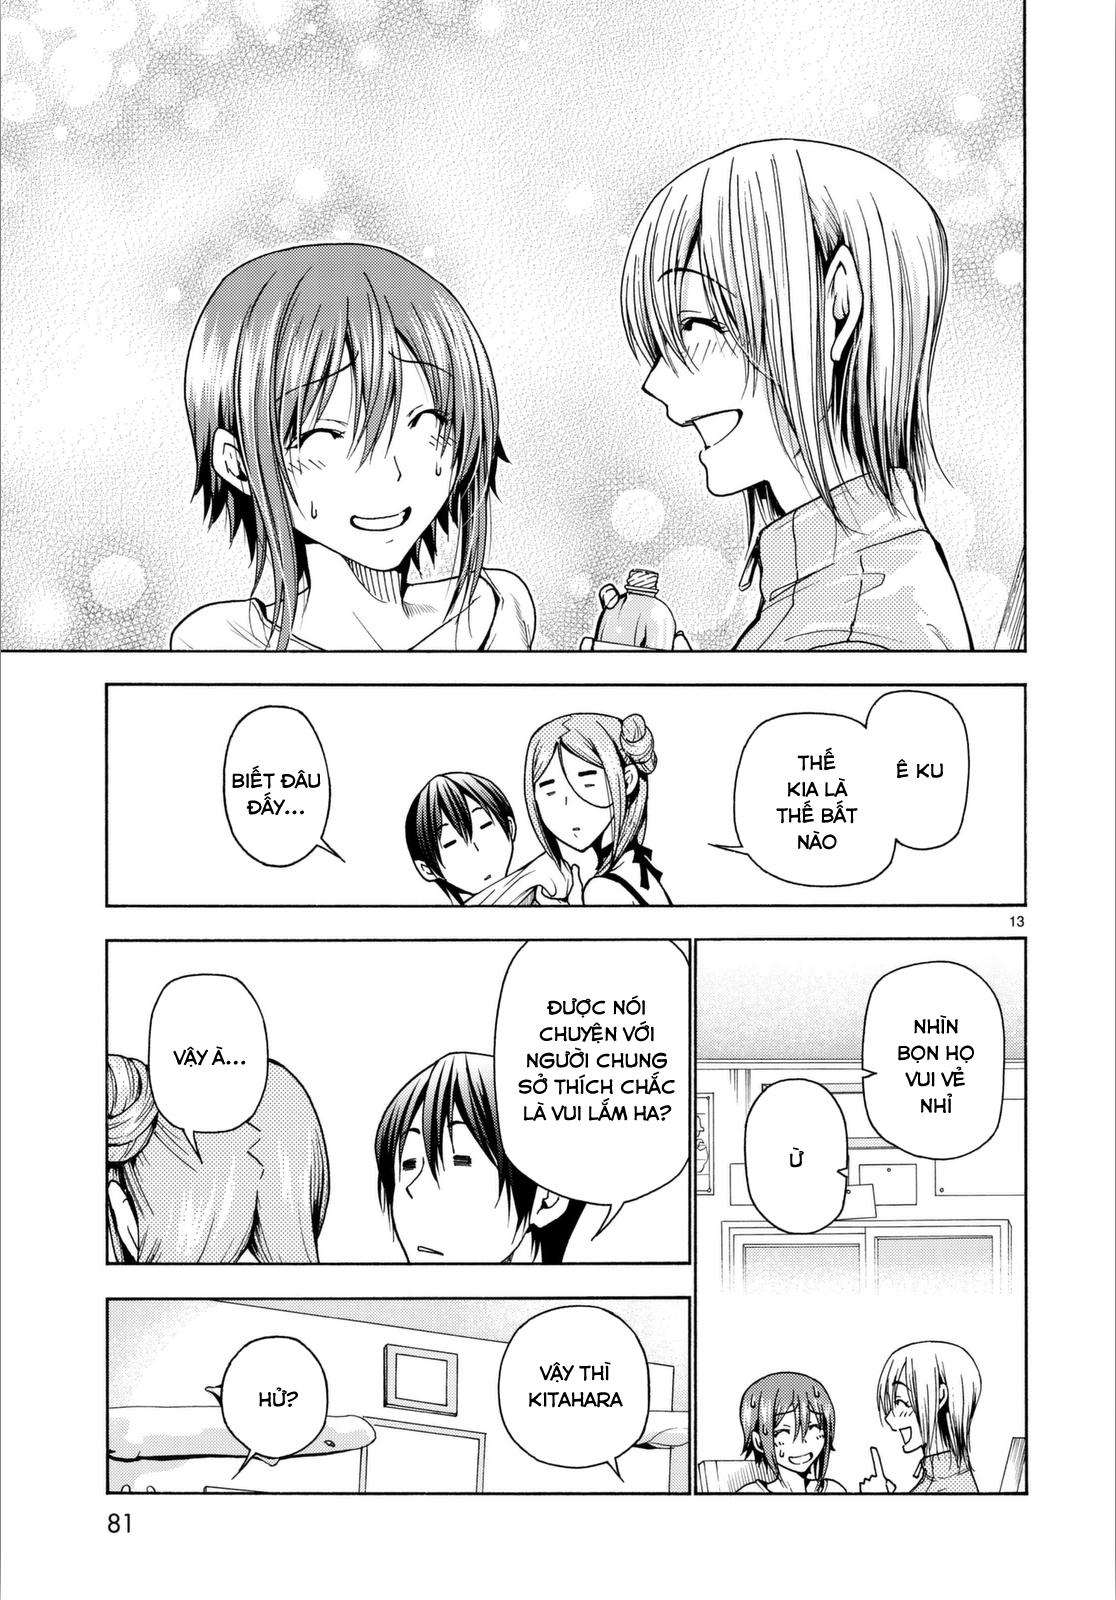 Ê KU
THẾ
KIA LÀ
THẾ BẤT
NÀO
BIẾT ĐÂU
ĐẤY...
13
NHÌN
BỌN HỌ
VUI VẺ
NHỈ
Ừ
ĐƯỢC NÓI
CHUYỆN VỚI
NGƯỜI CHUNG
SỞ THÍCH CHẮC
LÀ VUI LẮM HA?
VẬY À...
VẬY THÌ
KITAHARA
HỬ?
81